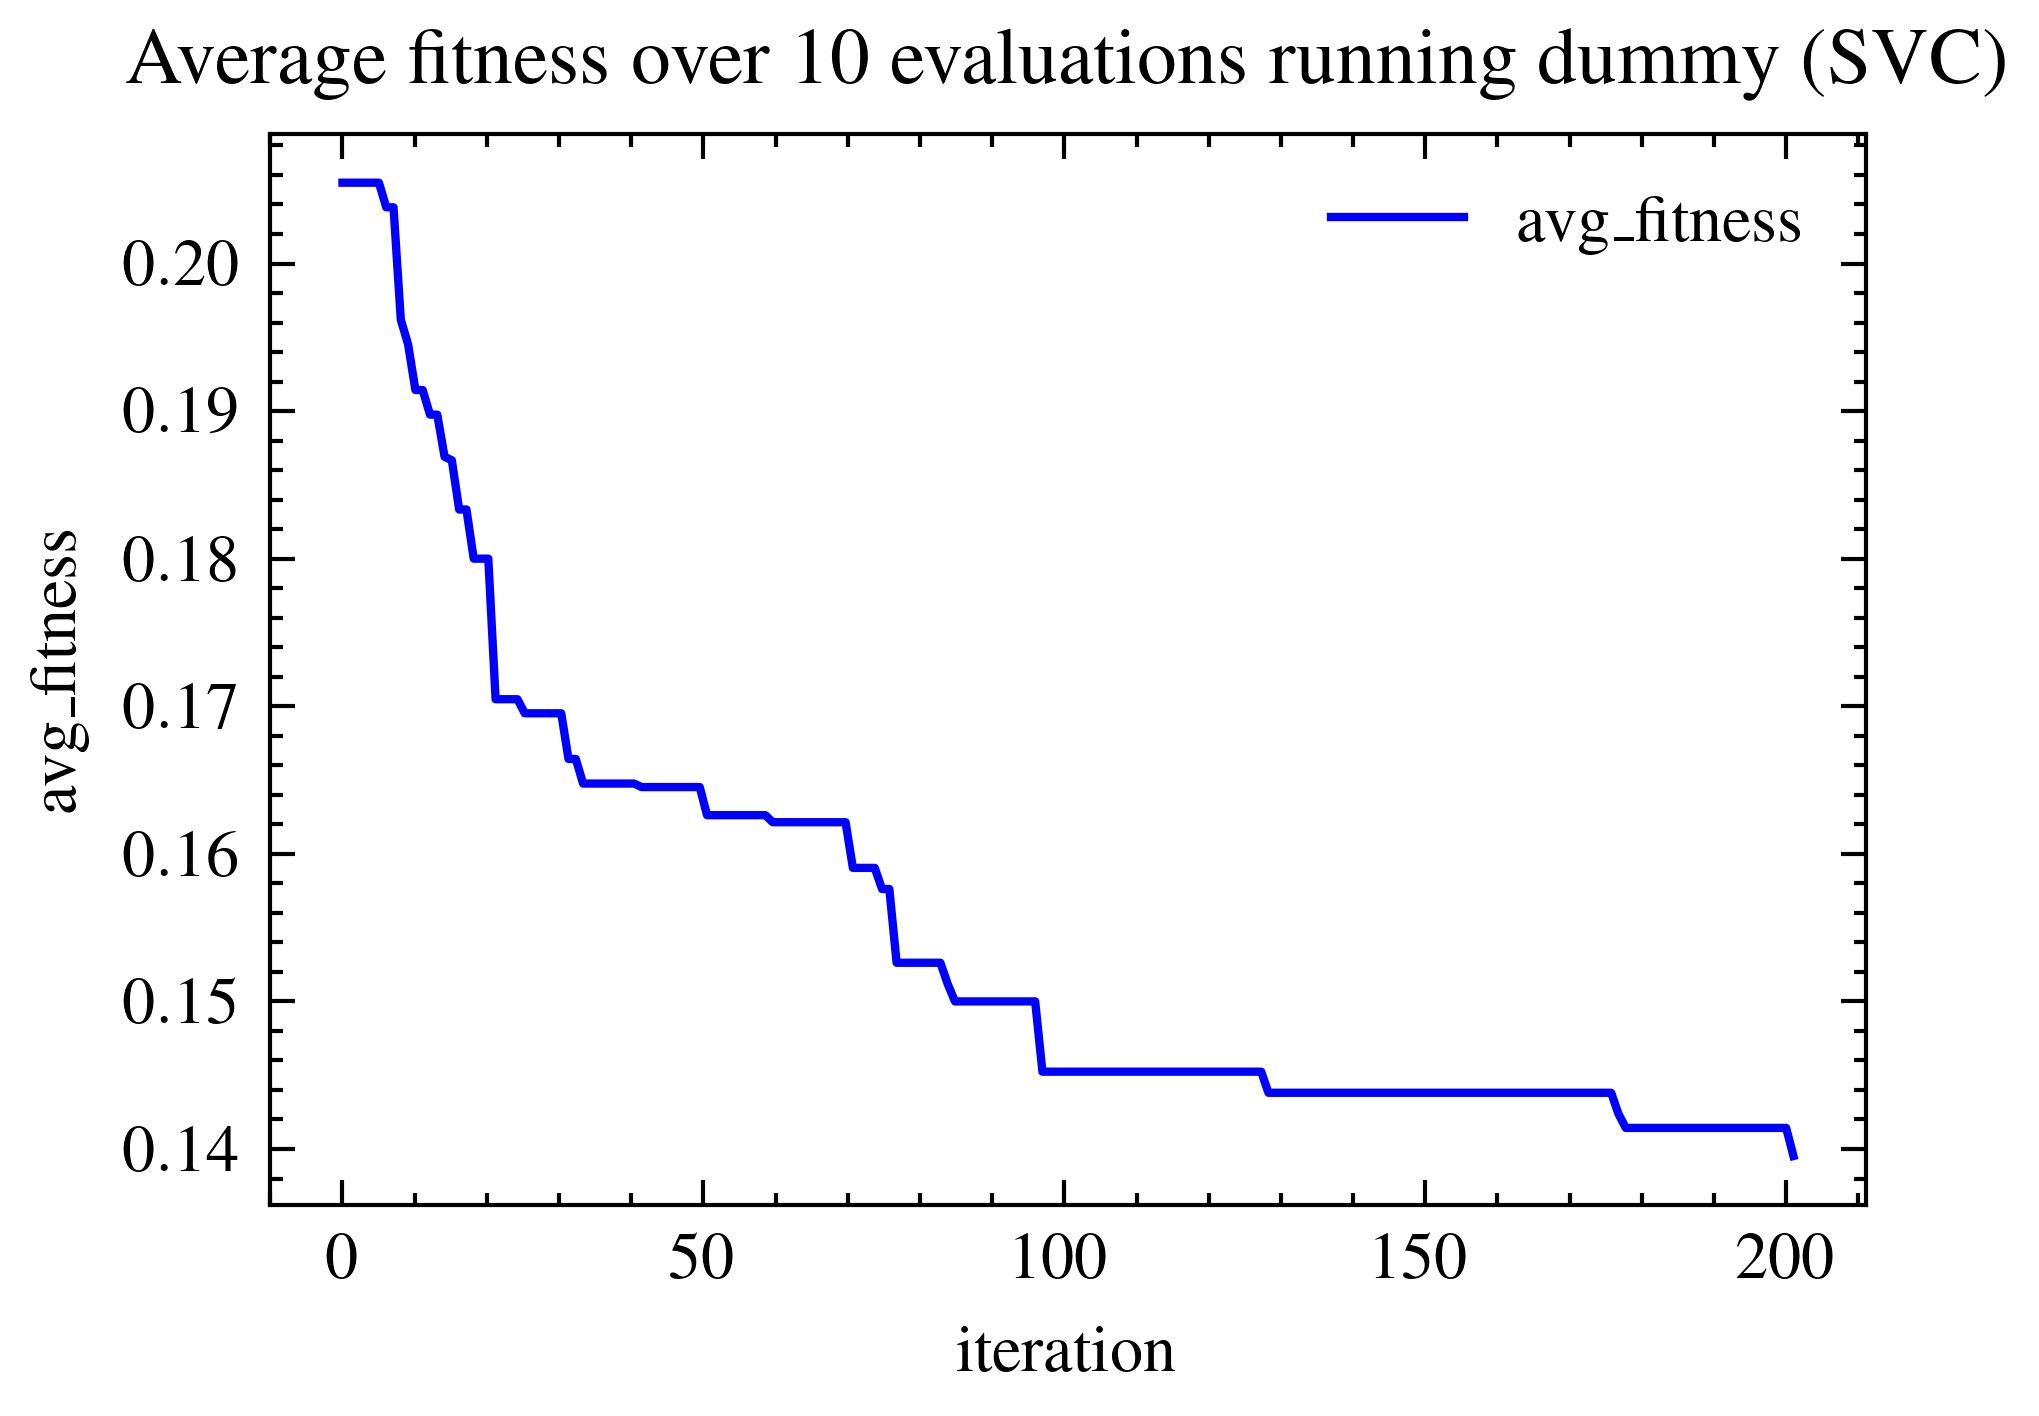 Average fitness over 10 evaluations running dummy (SVC)
avg_fitness
0.20
0.19
0.18
0.17
0.16
0.15
0.14
avg_fitness
0 50 100 150 200
iteration